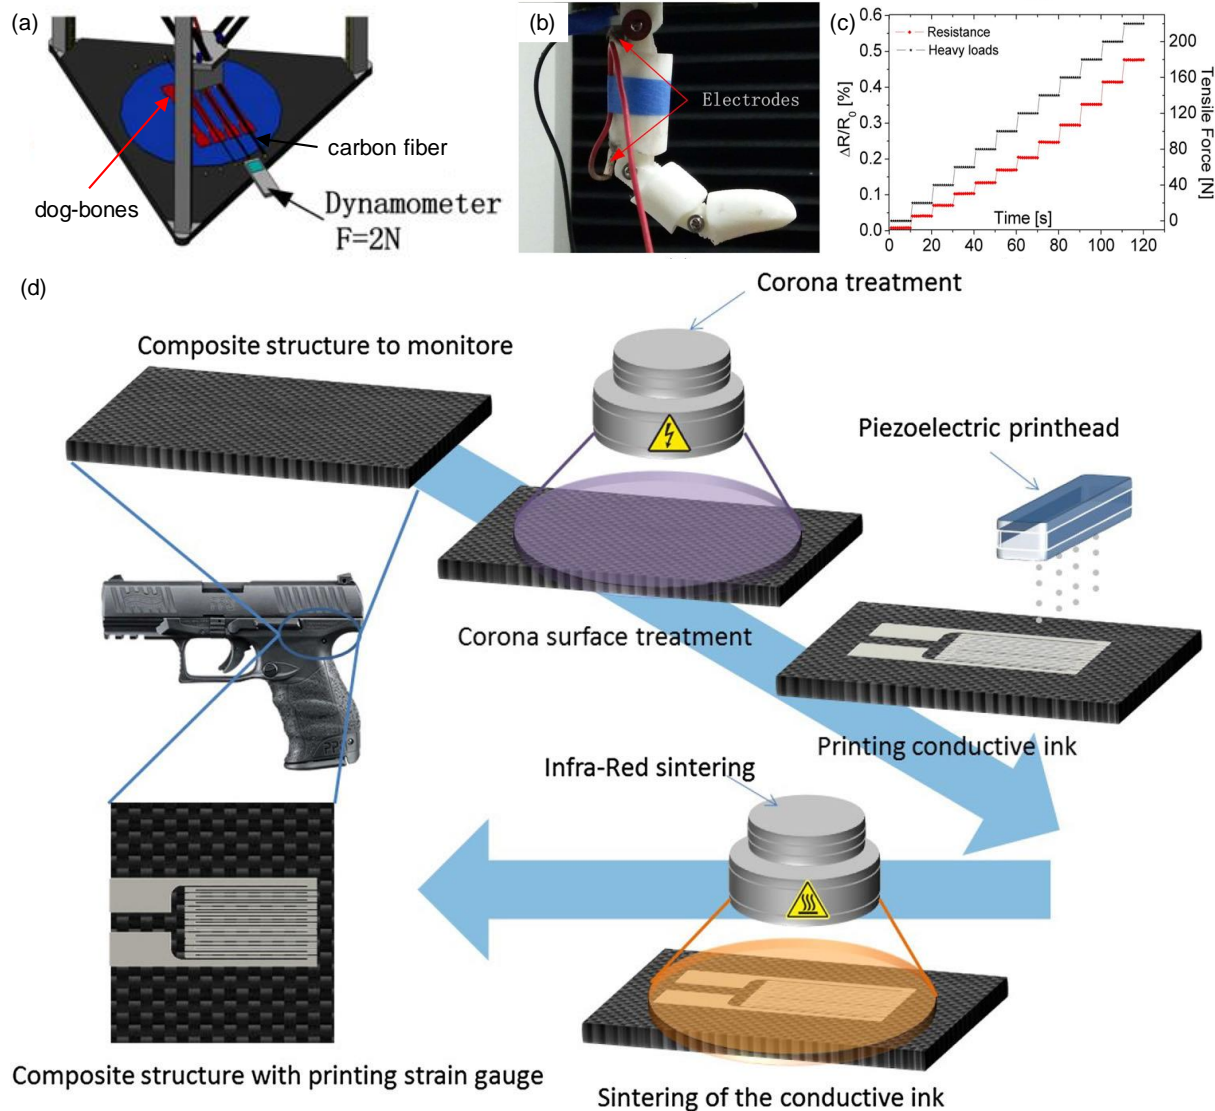 (a)
carbon fiber
dog-bones
Dynamometer
F=2N
(b)
Electrodes
(c)
0.6
0.5
0.4
0.3
0.2
0.1
0.0
ΔR/R0 [%]
Resistance
Heavy loads
200
160
120
80
40
0
Tensile Force [N]
Time [s]
0 20 40 60 80 100 120
(d)
Corona treatment
Composite structure to monitore
Piezoelectric printhead
Corona surface treatment
Printing conductive ink
Infra-Red sintering
Composite structure with printing strain gauge
Sintering of the conductive ink